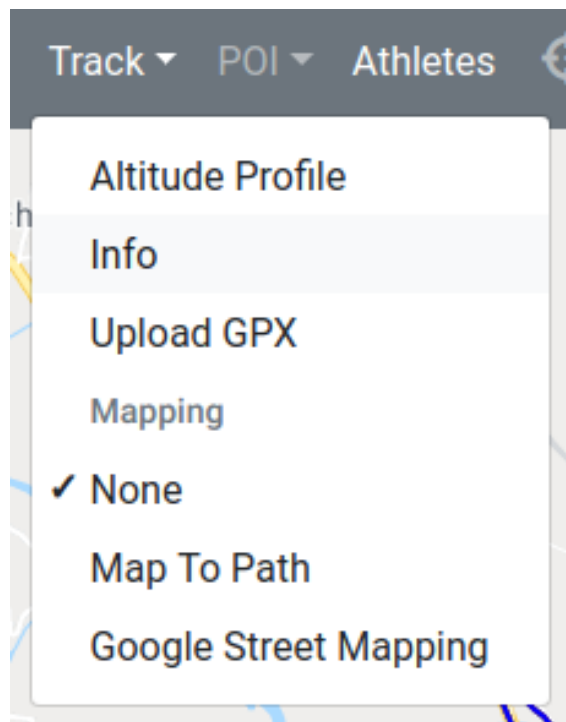 Track POI Athletes
Altitude Profile
h
Info
Upload GPX
Mapping
✓ None
Map To Path
Google Street Mapping